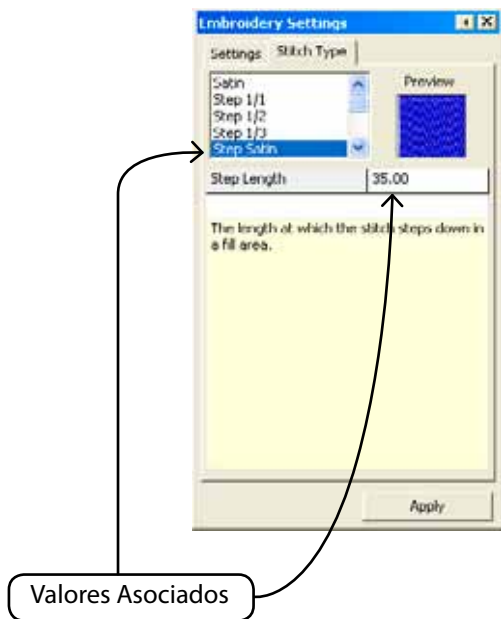 Embroidery Settings
Settings Stitch Type
Satin
Step 1/1
Step 1/2
Step 1/3
Step Satin
Preview
Step Length 35.00
The length at which the stitch steps down in
a fill area.
Apply
Valores Asociados